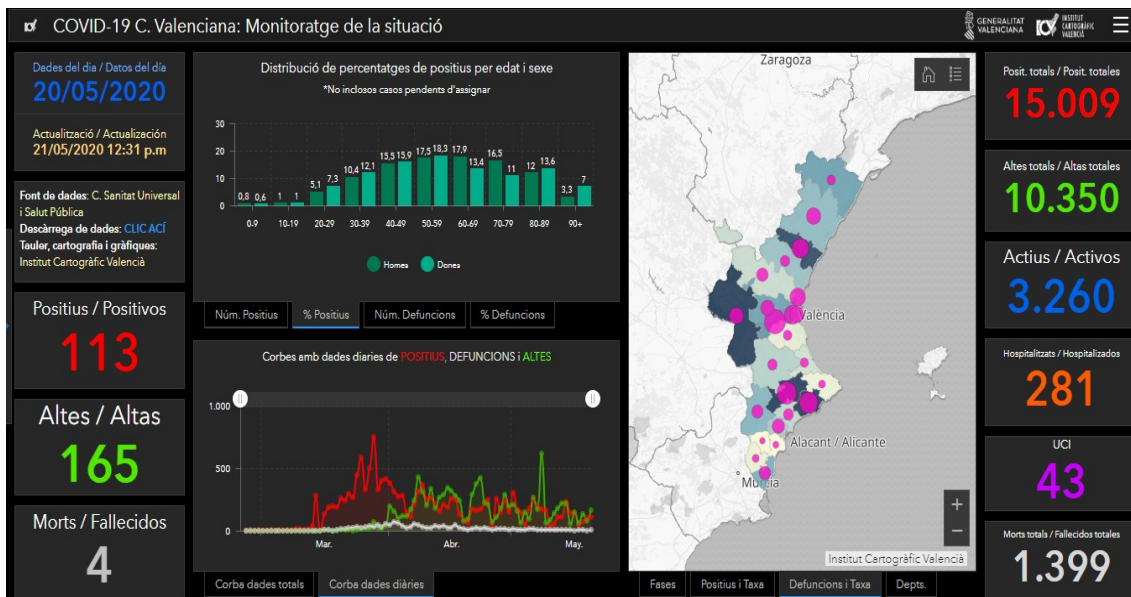 COVID-19 C. Valenciana: Monitoratge de la situació
GENERALITAT
VALENCIANA
INSTITUT
CARTOGRÀFIC
VALENCIÀ
Dades del dia / Datos del día
20/05/2020
Actualització / Actualización
21/05/2020 12:31 p.m
Font de dades: C. Sanitat Universal
i Salut Pública
Descàrrega de dades: CLIC ACÍ
Tauler, cartografia i gràfiques:
Institut Cartogràfic Valencià
Positius / Positivos
113
Altes / Altas
165
Morts / Fallecidos
4
Distribució de percentatges de positius per edat i sexe
*No inclosos casos pendents d'assignar
30
20
10
0
0,8 0,6 1 1 5,1 7,3 10,4 12,1 15,5 15,9 17,5 18,3 17,9 13,4 16,5 11 12 13,6 3,3 7
0-9 10-19 20-29 30-39 40-49 50-59 60-69 70-79 80-89 90+
Homes Dones
Núm. Positius % Positius Núm. Defuncions % Defuncions
Corbes amb dades diaries de POSITIUS, DEFUNCIONS i ALTES
1.000
500
0
Mar. Abr. May.
Corba dades totals Corba dades diàries
Zaragoza
València
Alacant / Alicante
Murcia
+
−
Institut Cartogràfic Valencià
Fases Positius i Taxa Defuncions i Taxa Depts.
Posit. totals / Posit. totales
15.009
Altes totals / Altas totales
10.350
Actius / Activos
3.260
Hospitalitzats / Hospitalizados
281
UCI
43
Morts totals / Fallecidos totales
1.399